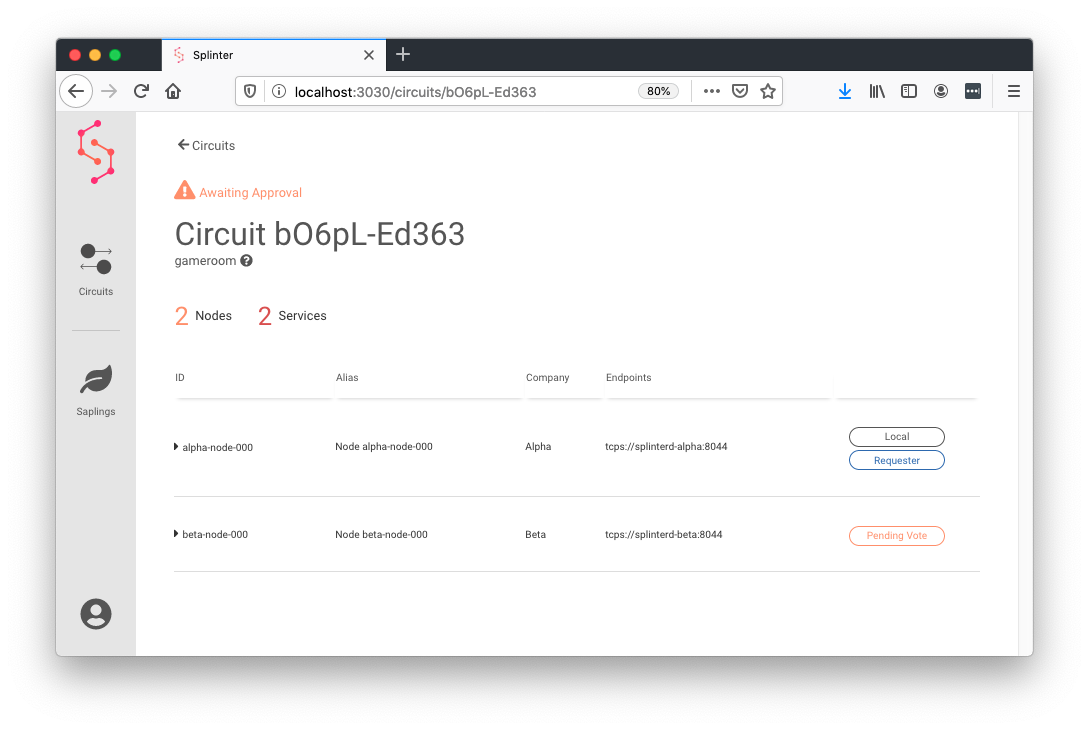 Splinter
localhost:3030/circuits/bO6pL-Ed363
80%
Circuits
Awaiting Approval
Circuit bO6pL-Ed363
gameroom
2 Nodes 2 Services
Circuits
Saplings
ID Alias Company Endpoints
alpha-node-000 Node alpha-node-000 Alpha tcps://splinterd-alpha:8044 Local
Requester
beta-node-000 Node beta-node-000 Beta tcps://splinterd-beta:8044 Pending Vote